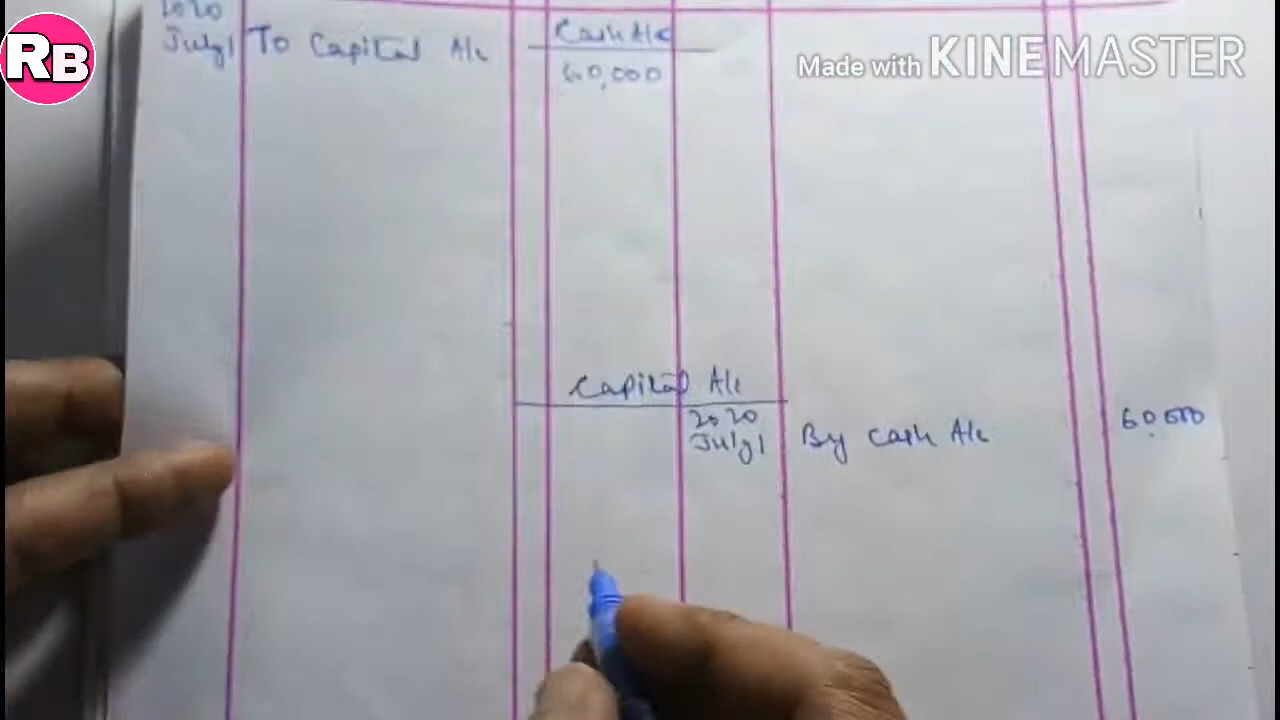 RB
Made with KINEMASTER
2020
July 1 To Capital A/c
Cash A/c
60,000
Capital A/c
2020
July 1 By Cash A/c 60,000